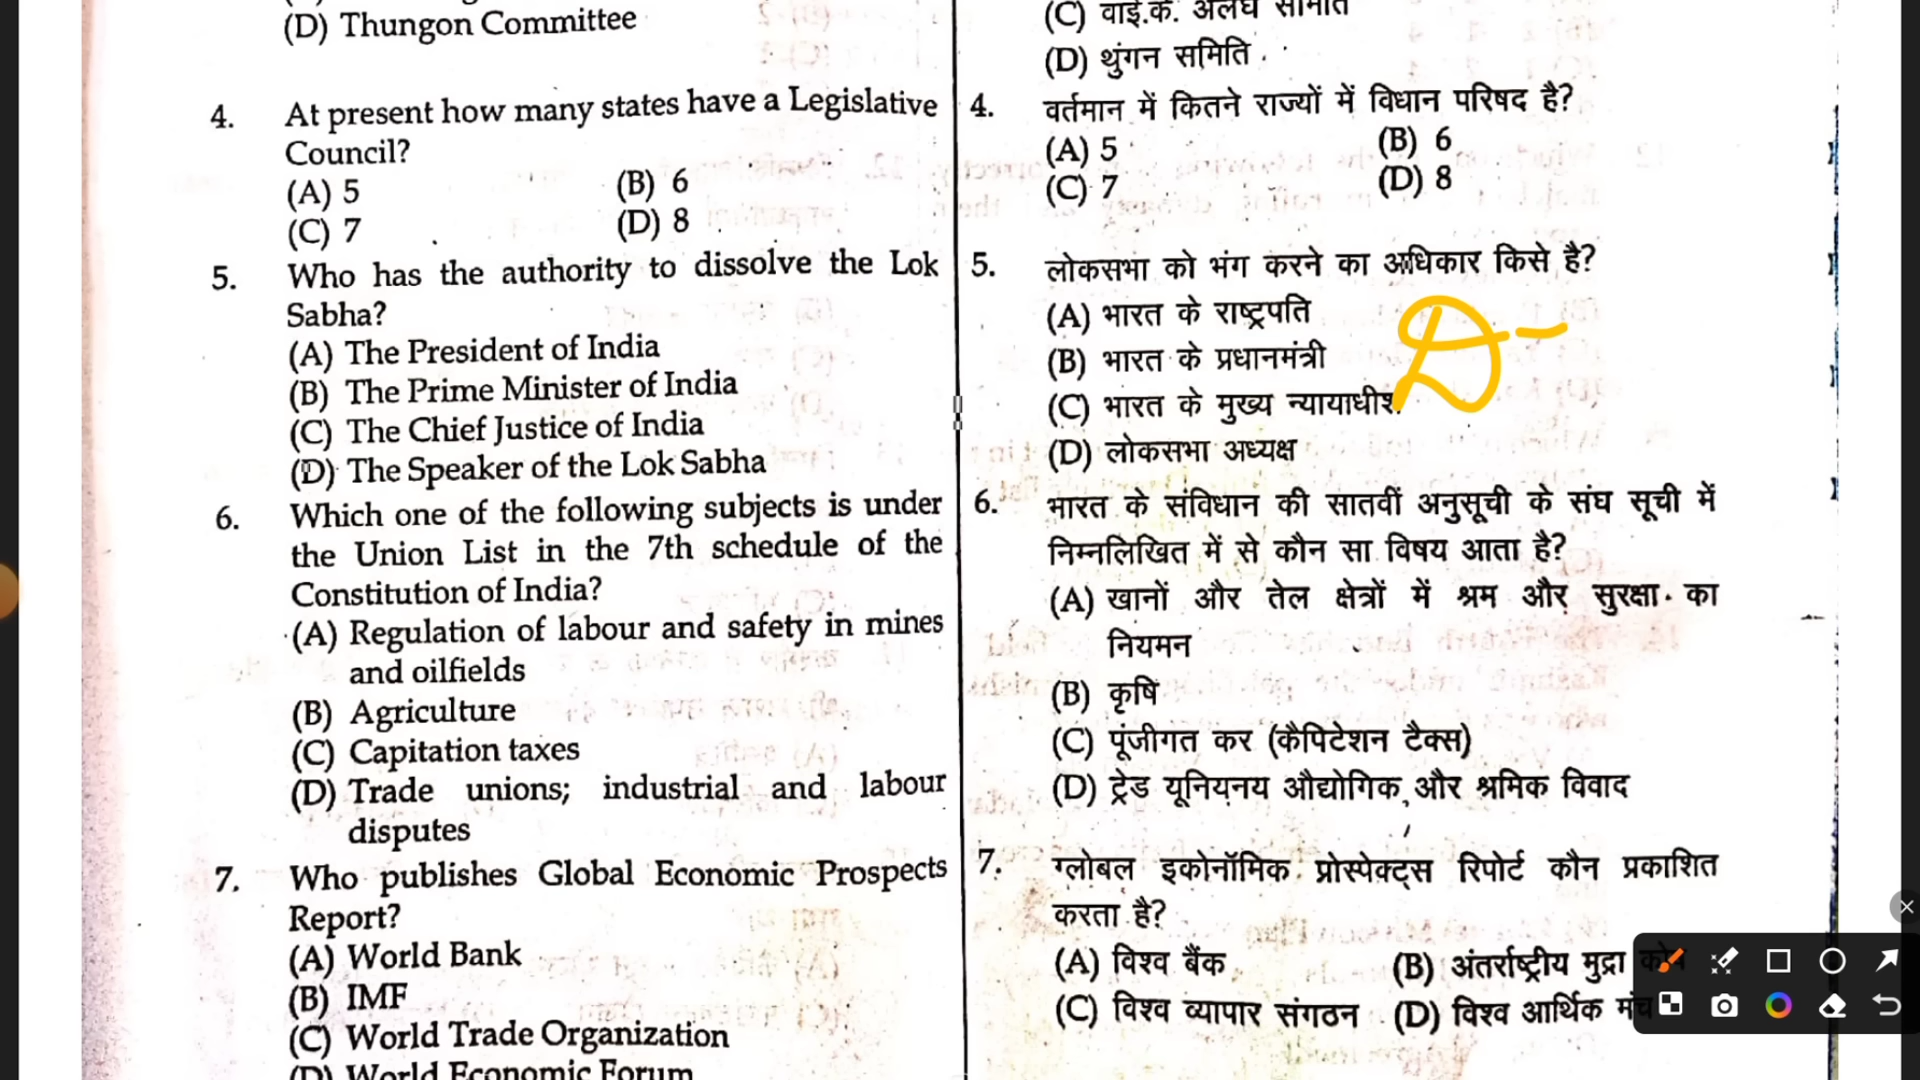 (D) Thungon Committee
4. At present how many states have a Legislative
Council?
(A) 5 (B) 6
(C) 7 (D) 8
5. Who has the authority to dissolve the Lok
Sabha?
(A) The President of India
(B) The Prime Minister of India
(C) The Chief Justice of India
(D) The Speaker of the Lok Sabha
6. Which one of the following subjects is under
the Union List in the 7th schedule of the
Constitution of India?
(A) Regulation of labour and safety in mines
and oilfields
(B) Agriculture
(C) Capitation taxes
(D) Trade unions; industrial and labour
disputes
7. Who publishes Global Economic Prospects
Report?
(A) World Bank
(B) IMF
(C) World Trade Organization
(D) World Economic Forum
(C) वाई.के. अलघ समिति
(D) थुंगन समिति
4. वर्तमान में कितने राज्यों में विधान परिषद है?
(A) 5 (B) 6
(C) 7 (D) 8
5. लोकसभा को भंग करने का अधिकार किसे है?
(A) भारत के राष्ट्रपति
(B) भारत के प्रधानमंत्री
(C) भारत के मुख्य न्यायाधीश
(D) लोकसभा अध्यक्ष
D-
6. भारत के संविधान की सातवीं अनुसूची के संघ सूची में
निम्नलिखित में से कौन सा विषय आता है?
(A) खानों और तेल क्षेत्रों में श्रम और सुरक्षा का
नियमन
(B) कृषि
(C) पूंजीगत कर (कैपिटेशन टैक्स)
(D) ट्रेड यूनियनय औद्योगिक और श्रमिक विवाद
7. ग्लोबल इकोनॉमिक प्रोस्पेक्ट्स रिपोर्ट कौन प्रकाशित
करता है?
(A) विश्व बैंक (B) अंतर्राष्ट्रीय मुद्रा
(C) विश्व व्यापार संगठन (D) विश्व आर्थिक मंच